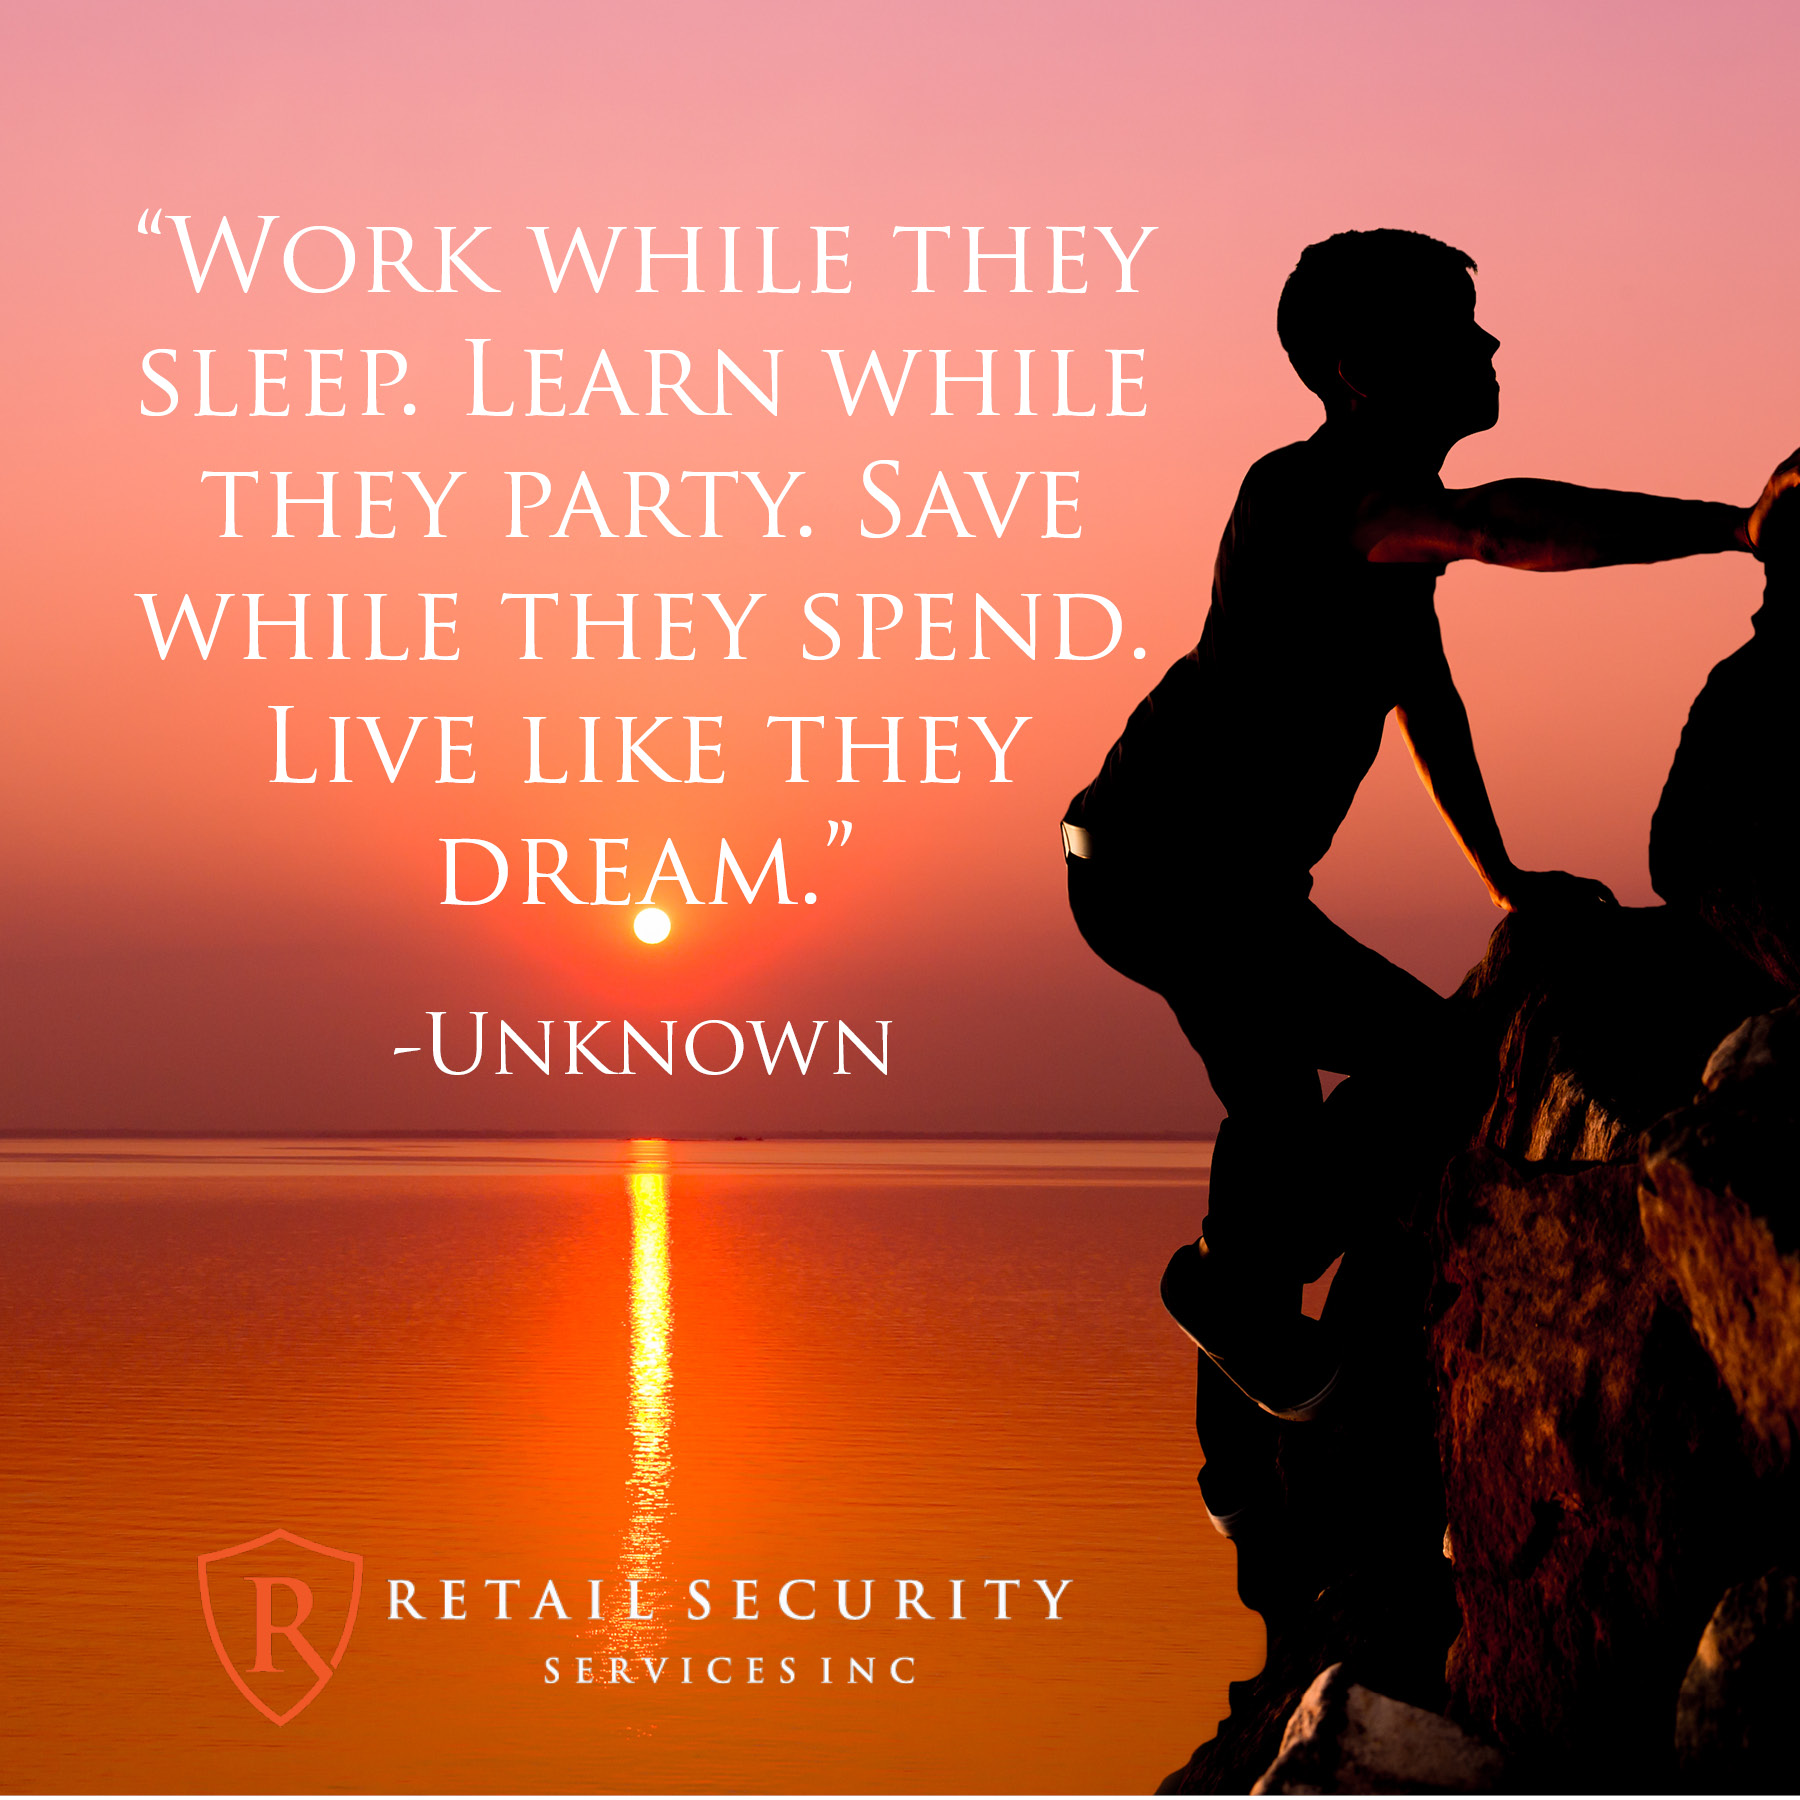 “Work while they
sleep. Learn while
they party. Save
while they spend.
Live like they
dream.”
-Unknown
R
RETAIL SECURITY
SERVICES INC